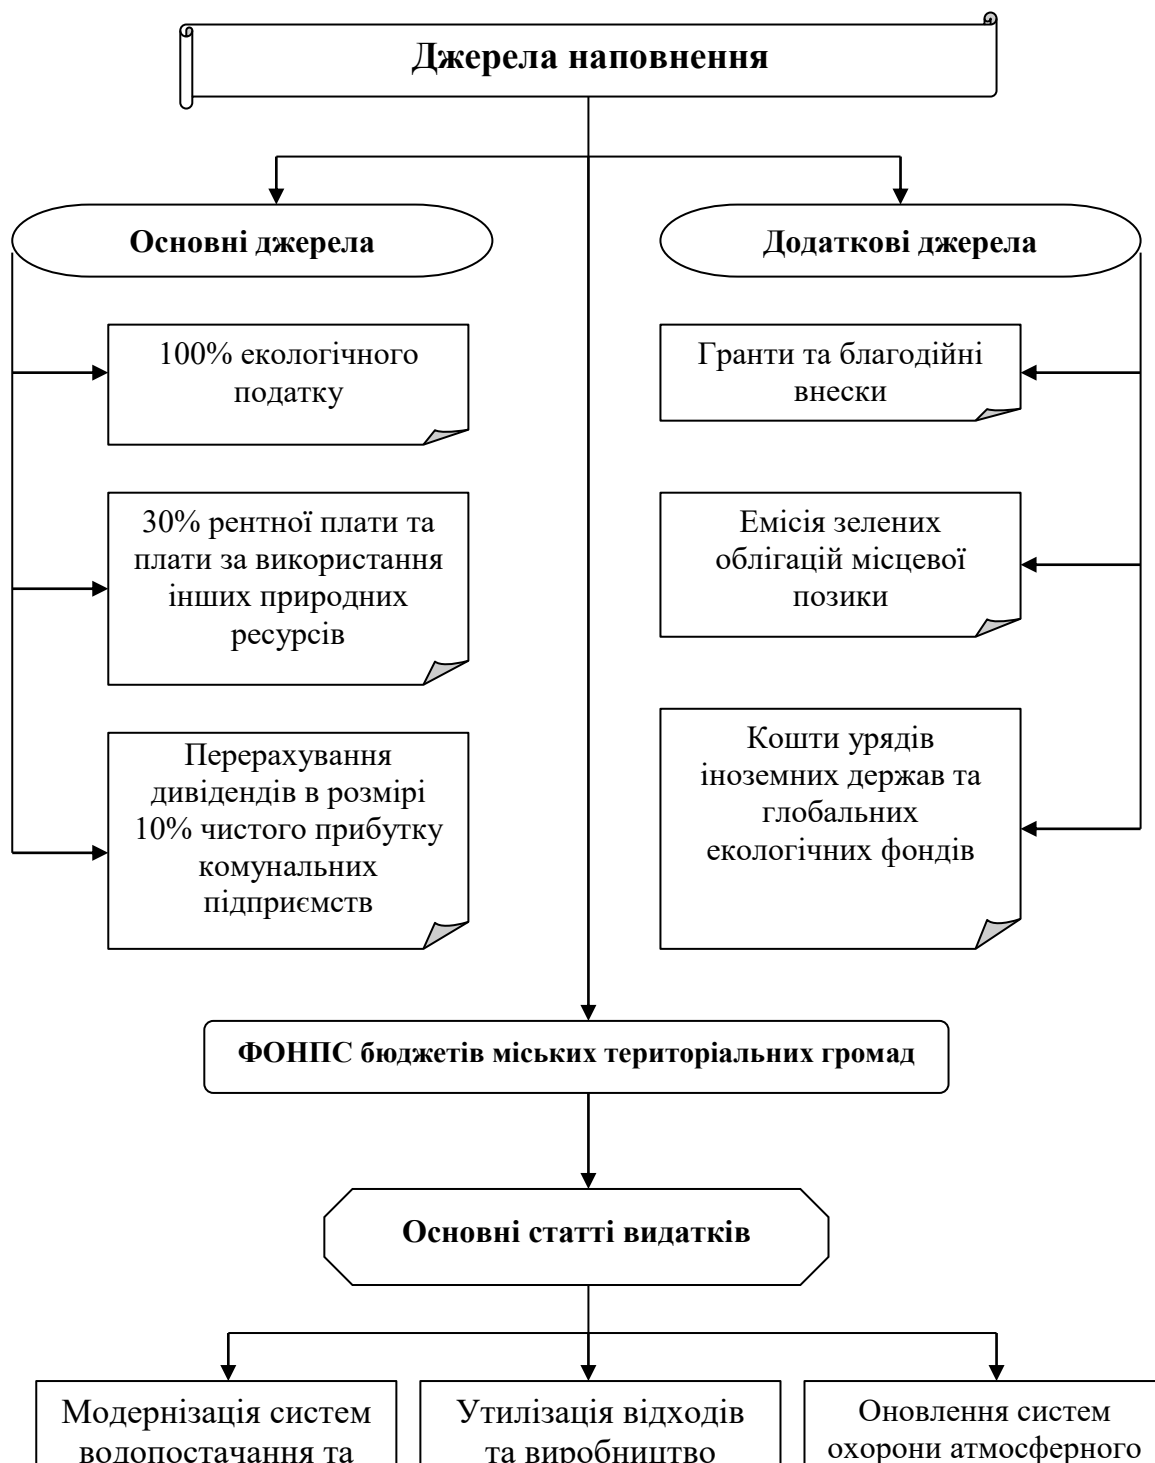 Джерела наповнення
Основні джерела
100% екологічного
податку
30% рентної плати та
плати за використання
інших природних
ресурсів
Перерахування
дивідендів в розмірі
10% чистого прибутку
комунальних
підприємств
Додаткові джерела
Гранти та благодійні
внески
Емісія зелених
облігацій місцевої
позики
Кошти урядів
іноземних держав та
глобальних
екологічних фондів
ФОНПС бюджетів міських територіальних громад
Основні статті видатків
Модернізація систем
водопостачання та
Утилізація відходів
та виробництво
Оновлення систем
охорони атмосферного